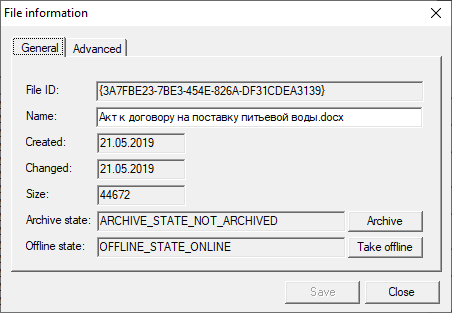 File information
General Advanced
File ID: {3A7FBE23-7BE3-454E-826A-DF31CDEA3139}
Name: Акт к договору на поставку питьевой воды.docx
Created: 21.05.2019
Changed: 21.05.2019
Size: 44672
Archive state: ARCHIVE_STATE_NOT_ARCHIVED Archive
Offline state: OFFLINE_STATE_ONLINE Take offline
Save Close